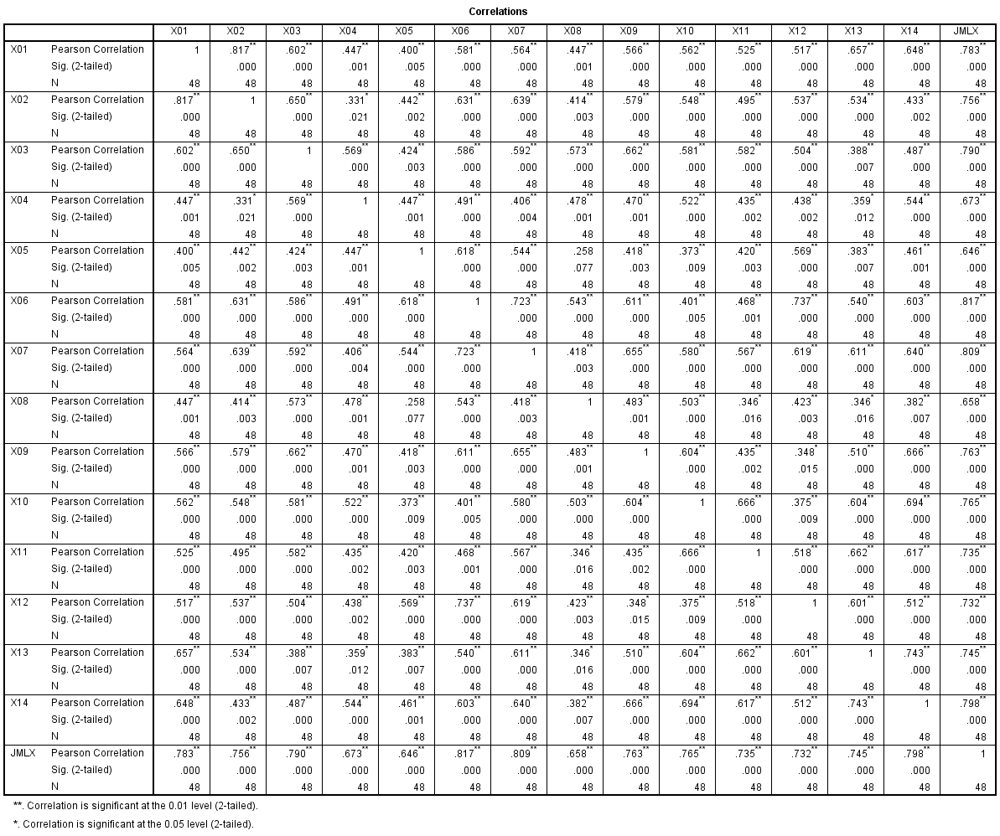 Correlations
X01 X02 X03 X04 X05 X06 X07 X08 X09 X10 X11 X12 X13 X14 JMLX
X01 Pearson Correlation 1 .817** .602** .447** .400** .581** .564** .447** .566** .562** .525** .517** .657** .648** .783**
Sig. (2-tailed) .000 .000 .001 .005 .000 .000 .001 .000 .000 .000 .000 .000 .000 .000
N 48 48 48 48 48 48 48 48 48 48 48 48 48 48 48
X02 Pearson Correlation .817** 1 .650** .331* .442** .631** .639** .414** .579** .548** .495** .537** .534** .433** .756**
Sig. (2-tailed) .000 .000 .021 .002 .000 .000 .003 .000 .000 .000 .000 .000 .002 .000
N 48 48 48 48 48 48 48 48 48 48 48 48 48 48 48
X03 Pearson Correlation .602** .650** 1 .569** .424** .586** .592** .573** .662** .581** .582** .504** .388** .487** .790**
Sig. (2-tailed) .000 .000 .000 .003 .000 .000 .000 .000 .000 .000 .000 .007 .000 .000
N 48 48 48 48 48 48 48 48 48 48 48 48 48 48 48
X04 Pearson Correlation .447** .331* .569** 1 .447** .491** .406** .478** .470** .522** .435** .438** .359* .544** .673**
Sig. (2-tailed) .001 .021 .000 .001 .000 .004 .001 .001 .000 .002 .002 .012 .000 .000
N 48 48 48 48 48 48 48 48 48 48 48 48 48 48 48
X05 Pearson Correlation .400** .442** .424** .447** 1 .618** .544** .258 .418** .373** .420** .569** .383** .461** .646**
Sig. (2-tailed) .005 .002 .003 .001 .000 .000 .077 .003 .009 .003 .000 .007 .001 .000
N 48 48 48 48 48 48 48 48 48 48 48 48 48 48 48
X06 Pearson Correlation .581** .631** .586** .491** .618** 1 .723** .543** .611** .401** .468** .737** .540** .603** .817**
Sig. (2-tailed) .000 .000 .000 .000 .000 .000 .000 .000 .005 .001 .000 .000 .000 .000
N 48 48 48 48 48 48 48 48 48 48 48 48 48 48 48
X07 Pearson Correlation .564** .639** .592** .406** .544** .723** 1 .418** .655** .580** .567** .619** .611** .640** .809**
Sig. (2-tailed) .000 .000 .000 .004 .000 .000 .003 .000 .000 .000 .000 .000 .000 .000
N 48 48 48 48 48 48 48 48 48 48 48 48 48 48 48
X08 Pearson Correlation .447** .414** .573** .478** .258 .543** .418** 1 .483** .503** .346* .423** .346* .382** .658**
Sig. (2-tailed) .001 .003 .000 .001 .077 .000 .003 .001 .000 .016 .003 .016 .007 .000
N 48 48 48 48 48 48 48 48 48 48 48 48 48 48 48
X09 Pearson Correlation .566** .579** .662** .470** .418** .611** .655** .483** 1 .604** .435** .348* .510** .666** .763**
Sig. (2-tailed) .000 .000 .000 .001 .003 .000 .000 .001 .000 .002 .015 .000 .000 .000
N 48 48 48 48 48 48 48 48 48 48 48 48 48 48 48
X10 Pearson Correlation .562** .548** .581** .522** .373** .401** .580** .503** .604** 1 .666** .375** .604** .694** .765**
Sig. (2-tailed) .000 .000 .000 .000 .009 .005 .000 .000 .000 .000 .009 .000 .000 .000
N 48 48 48 48 48 48 48 48 48 48 48 48 48 48 48
X11 Pearson Correlation .525** .495** .582** .435** .420** .468** .567** .346* .435** .666** 1 .518** .662** .617** .735**
Sig. (2-tailed) .000 .000 .000 .002 .003 .001 .000 .016 .002 .000 .000 .000 .000 .000
N 48 48 48 48 48 48 48 48 48 48 48 48 48 48 48
X12 Pearson Correlation .517** .537** .504** .438** .569** .737** .619** .423** .348* .375** .518** 1 .601** .512** .732**
Sig. (2-tailed) .000 .000 .000 .002 .000 .000 .000 .003 .015 .009 .000 .000 .000 .000
N 48 48 48 48 48 48 48 48 48 48 48 48 48 48 48
X13 Pearson Correlation .657** .534** .388** .359* .383** .540** .611** .346* .510** .604** .662** .601** 1 .743** .745**
Sig. (2-tailed) .000 .000 .007 .012 .007 .000 .000 .016 .000 .000 .000 .000 .000 .000
N 48 48 48 48 48 48 48 48 48 48 48 48 48 48 48
X14 Pearson Correlation .648** .433** .487** .544** .461** .603** .640** .382** .666** .694** .617** .512** .743** 1 .798**
Sig. (2-tailed) .000 .002 .000 .000 .001 .000 .000 .007 .000 .000 .000 .000 .000 .000
N 48 48 48 48 48 48 48 48 48 48 48 48 48 48 48
JMLX Pearson Correlation .783** .756** .790** .673** .646** .817** .809** .658** .763** .765** .735** .732** .745** .798** 1
Sig. (2-tailed) .000 .000 .000 .000 .000 .000 .000 .000 .000 .000 .000 .000 .000 .000
N 48 48 48 48 48 48 48 48 48 48 48 48 48 48 48
**. Correlation is significant at the 0.01 level (2-tailed).
*. Correlation is significant at the 0.05 level (2-tailed).